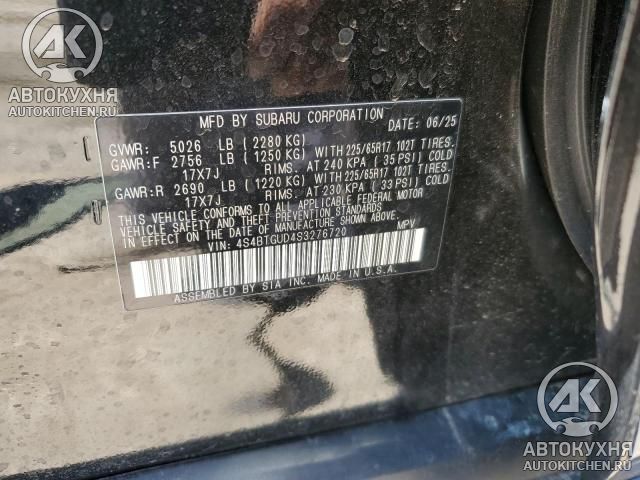 АК
АВТОКУХНЯ
AUTOKITCHEN.RU
MFD BY SUBARU CORPORATION DATE: 06/25
GVWR: 5026 LB (2280 KG)
GAWR:F 2756 LB (1250 KG) WITH 225/65R17 102T TIRES.
17X7J RIMS. AT 240 KPA (35 PSI) COLD
GAWR:R 2690 LB (1220 KG) WITH 225/65R17 102T TIRES.
17X7J RIMS. AT 230 KPA (33 PSI) COLD
THIS VEHICLE CONFORMS TO ALL APPLICABLE FEDERAL MOTOR
VEHICLE SAFETY STANDARDS
IN EFFECT ON THE DATE OF MANUFACTURE SHOWN ABOVE.
VIN: 4S4BTGUD4S3276720 MPV
ASSEMBLED BY SIA INC. MADE IN U.S.A.
АК
АВТОКУХНЯ
AUTOKITCHEN.RU